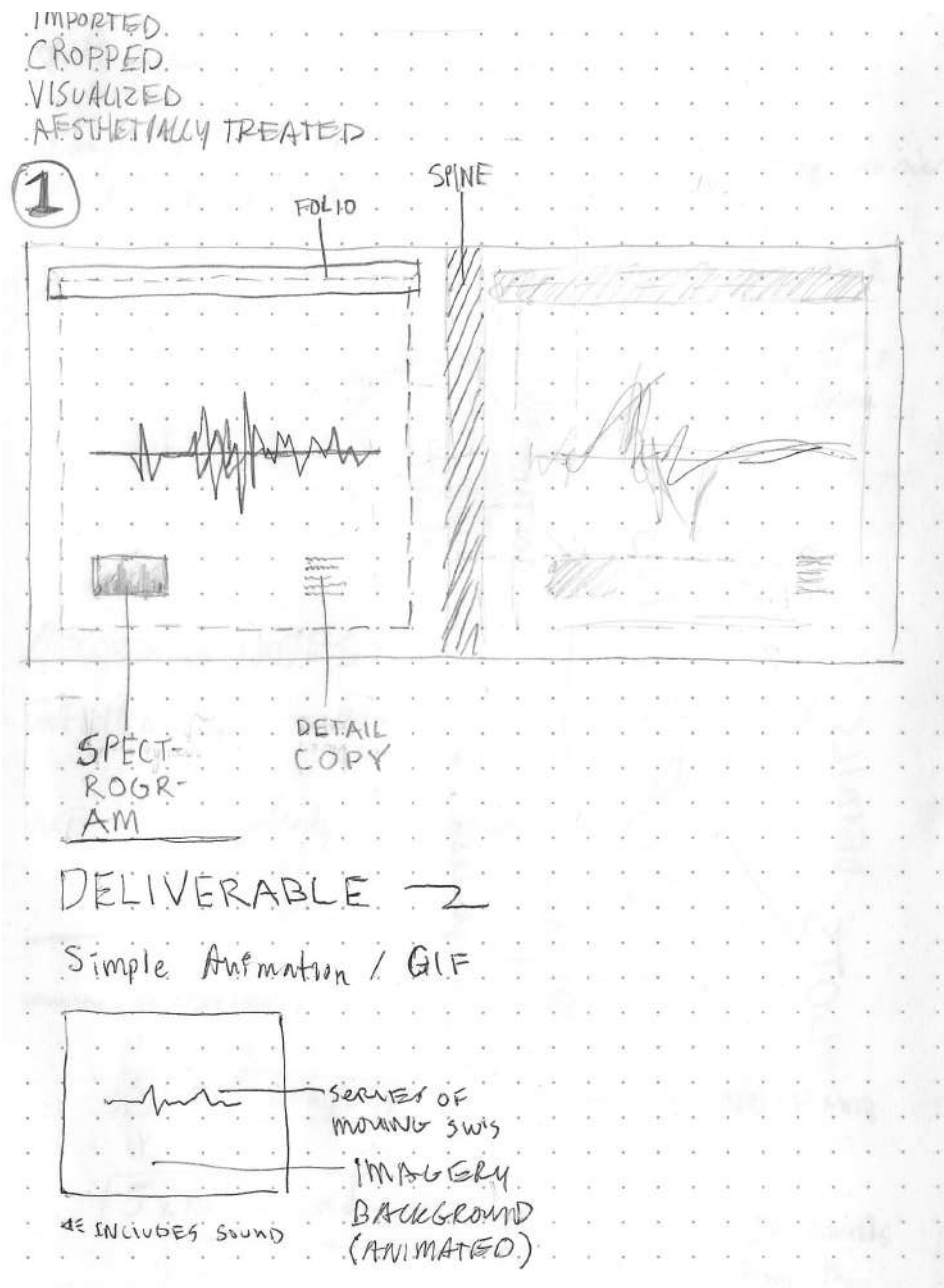 IMPORTED.
CROPPED.
VISUALIZED
AESTHETIALLY TREATED
1
SPINE
FOLIO
SPECT-
ROGR-
AM
DETAIL
COPY
DELIVERABLE 2
Simple Animation / GIF
SERIES OF
MOVING
IMAGERY
BACKGROUND
(ANIMATED)
INCLUDES SOUND